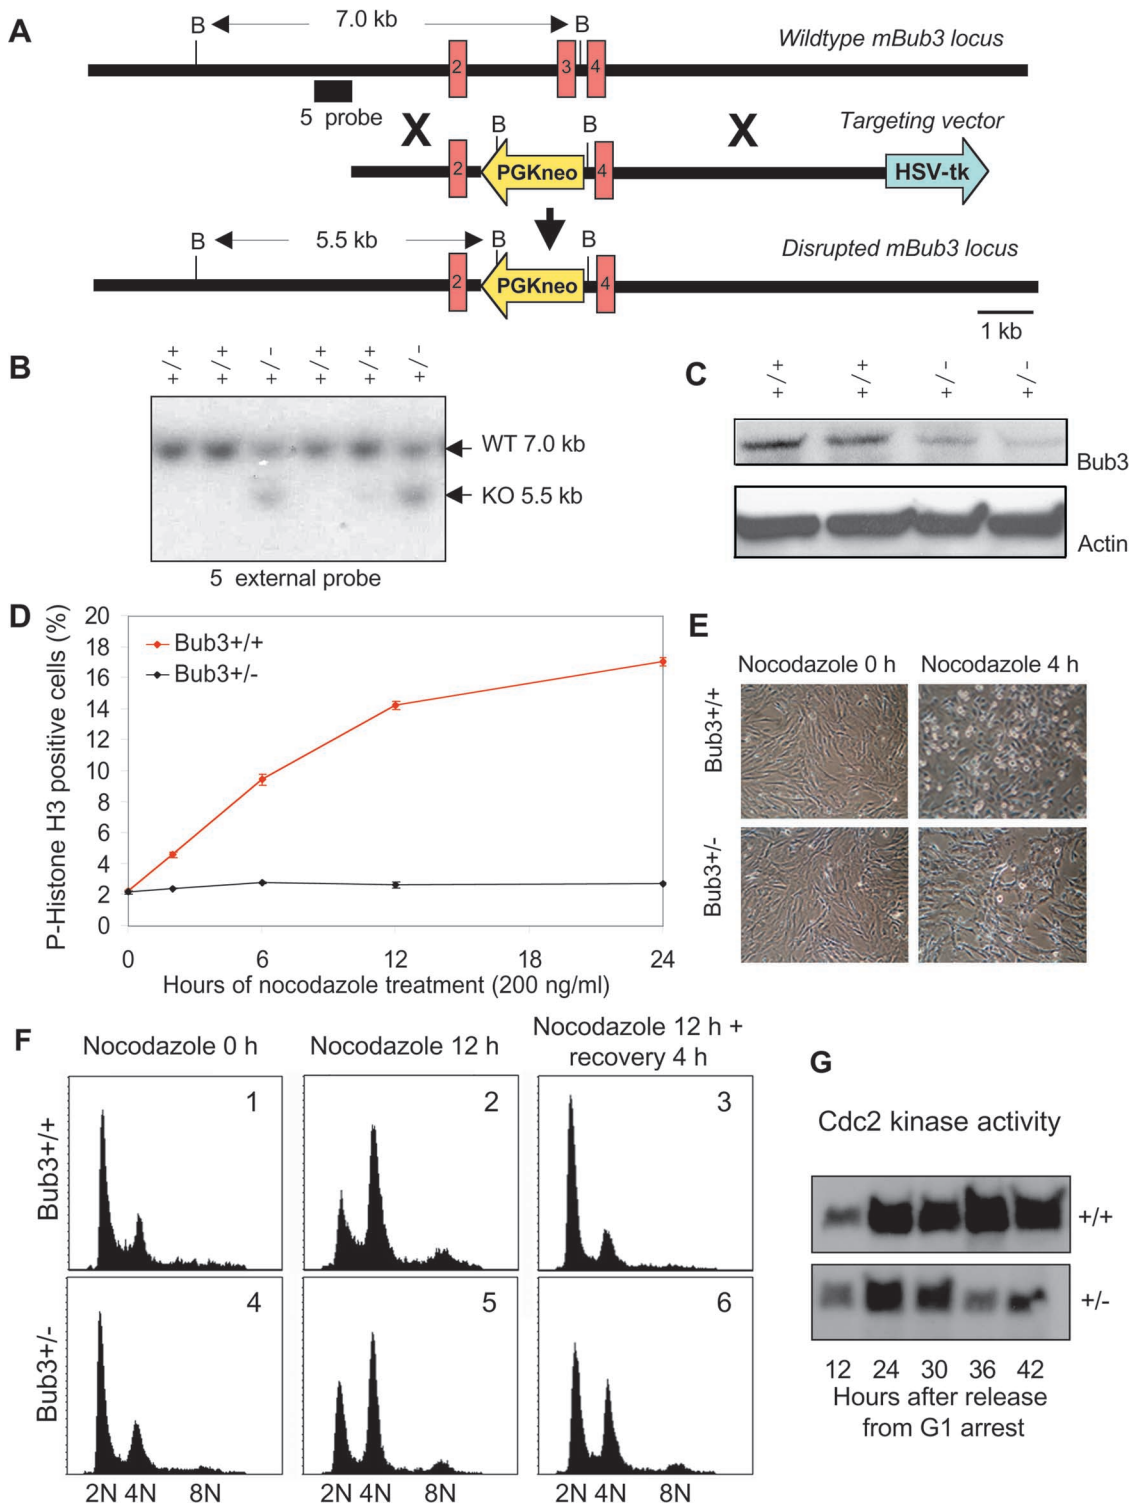 A
B 7.0 kb B
Wildtype mBub3 locus
2 3 4
5 probe
X B B X
Targeting vector
2 PGKneo 4 HSV-tk
B 5.5 kb B B
Disrupted mBub3 locus
2 PGKneo 4
1 kb
B
+/+ +/+ +/- +/+ +/+ +/-
WT 7.0 kb
KO 5.5 kb
5 external probe
C
+/+ +/+ +/- +/-
Bub3
Actin
D
P-Histone H3 positive cells (%)
20
18
16
14
12
10
8
6
4
2
0
Bub3+/+
Bub3+/-
0 6 12 18 24
Hours of nocodazole treatment (200 ng/ml)
E
Nocodazole 0 h Nocodazole 4 h
Bub3+/+
Bub3+/-
F
Nocodazole 0 h
Nocodazole 12 h
Nocodazole 12 h +
recovery 4 h
Bub3+/+
1 2 3
Bub3+/-
4 5 6
2N 4N 8N 2N 4N 8N 2N 4N 8N
G
Cdc2 kinase activity
+/+
+/-
12 24 30 36 42
Hours after release
from G1 arrest